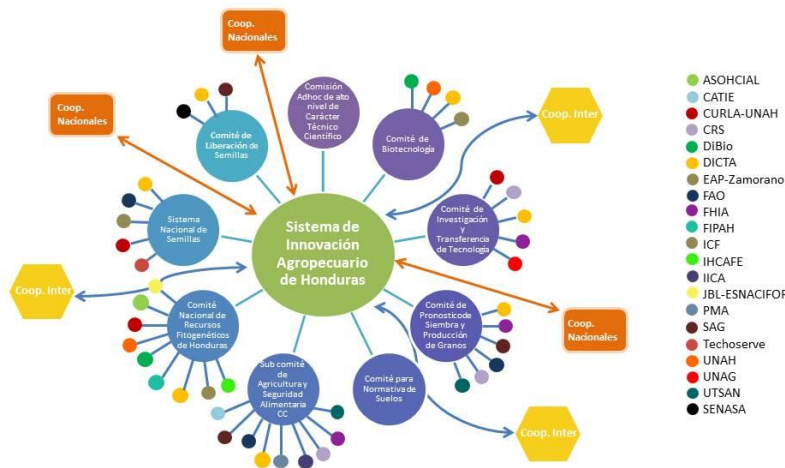 Coop.
Nacionales
Coop.
Nacionales
Comisión
Adhoc de alto
nivel de
Carácter
Técnico
Científico
Comité de
Liberación de
Semillas
Comité de
Biotecnología
Coop. Inter
Sistema
Nacional de
Semillas
Sistema de
Innovación
Agropecuario
de Honduras
Comité de
Investigación
y
Transferencia
de Tecnología
Coop. Inter
Comité
Nacional de
Recursos
Fitogenéticos
de Honduras
Comité de
Pronostico de
Siembra y
Producción
de Granos
Coop.
Nacionales
Sub comité
de
Agricultura y
Seguridad
Alimentaria
CC
Comité para
Normativa de
Suelos
Coop. Inter
ASOHCIAL
CATIE
CURLA-UNAH
CRS
DiBio
DICTA
EAP-Zamorano
FAO
FHIA
FIPAH
ICF
IHCAFE
IICA
JBL-ESNACIFOR
PMA
SAG
Techoserve
UNAH
UNAG
UTSAN
SENASA